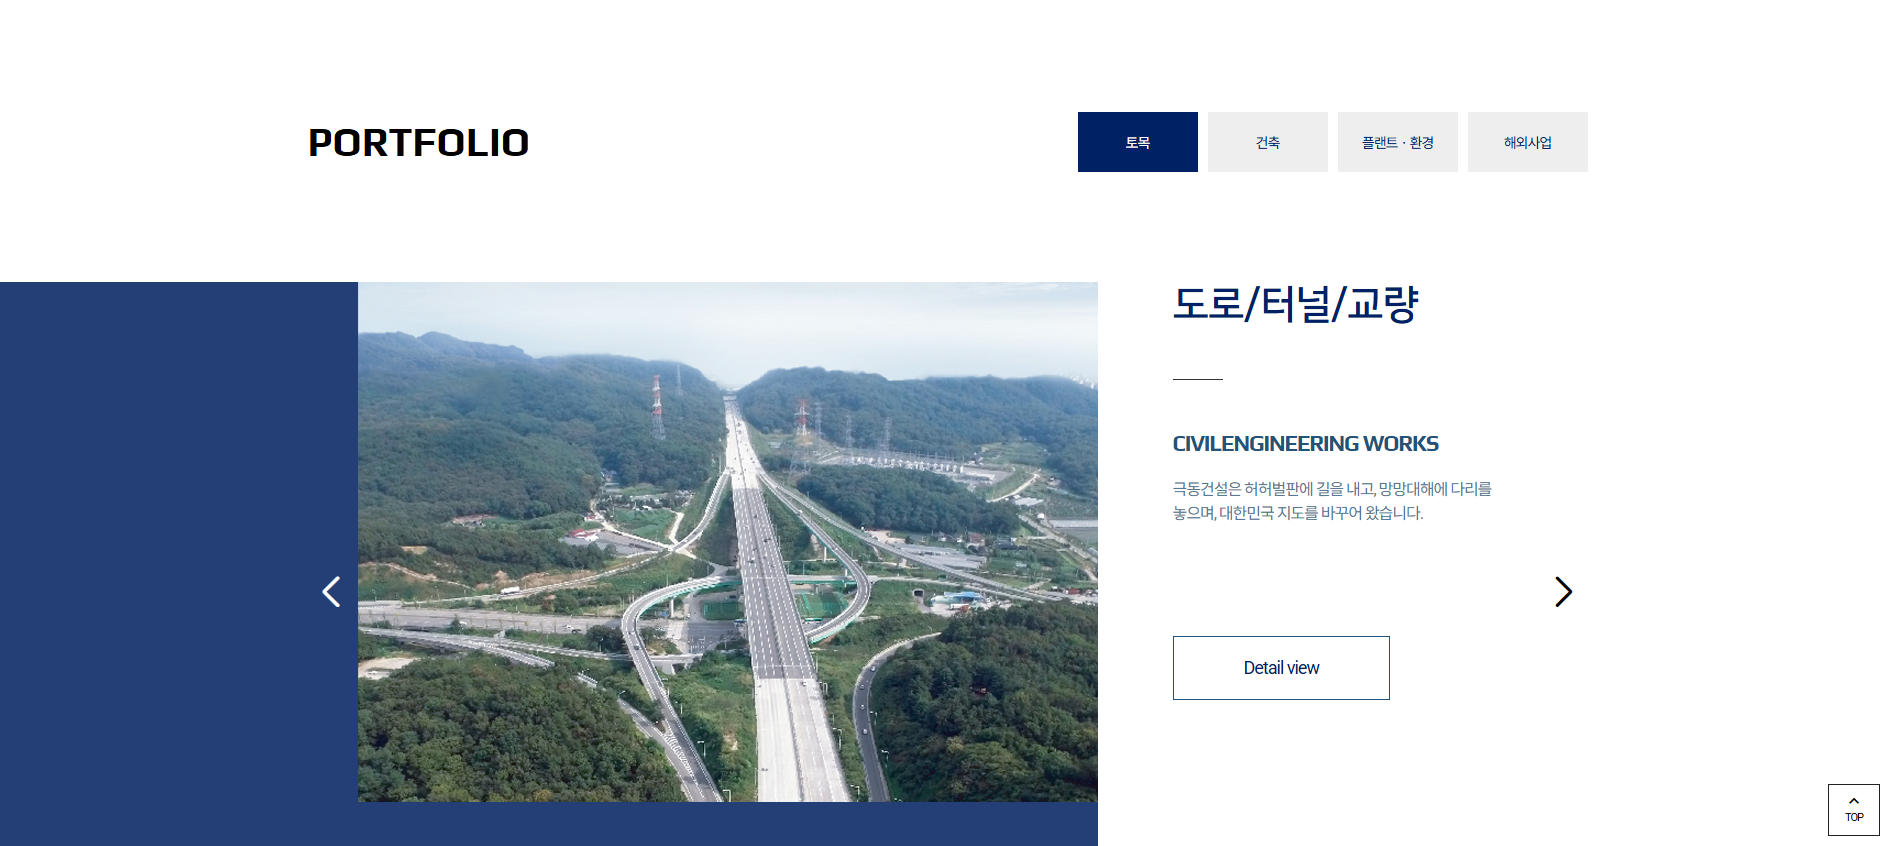 PORTFOLIO
토목
건축
플랜트 · 환경
해외사업
도로/터널/교량
CIVILENGINEERING WORKS
극동건설은 허허벌판에 길을 내고, 망망대해에 다리를
놓으며, 대한민국 지도를 바꾸어 왔습니다.
Detail view
TOP